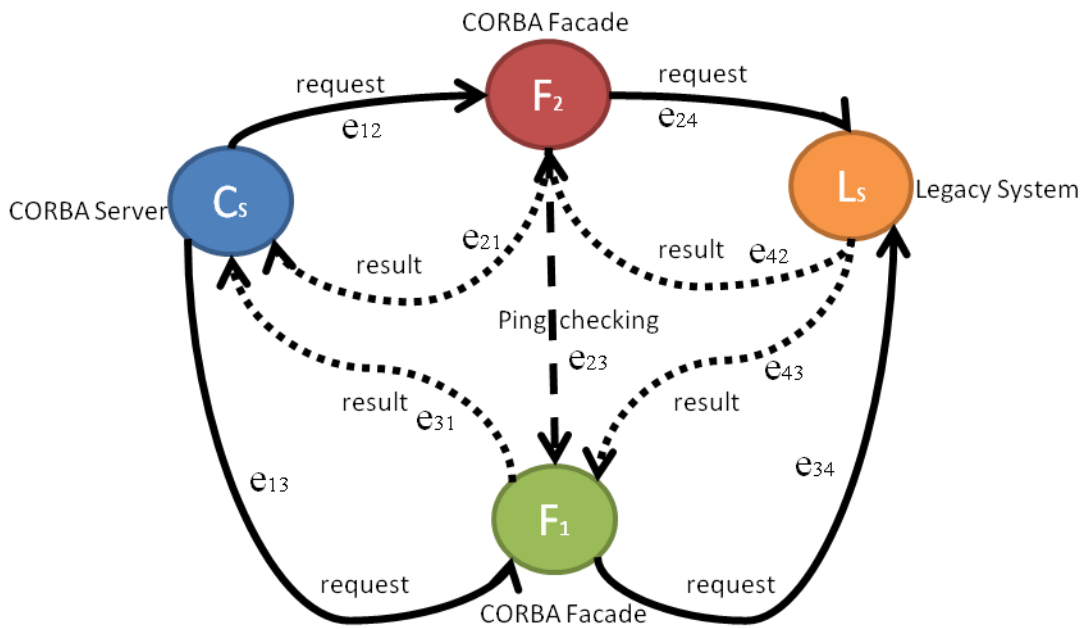 CORBA Facade
request
F₂
request
e₁₂
e₂₄
Cₛ
Lₛ
CORBA Server
Legacy System
e₂₁
result
result
e₄₂
Ping checking
e₂₃
e₄₃
result
e₃₁
result
e₁₃
e₃₄
F₁
request
request
CORBA Facade